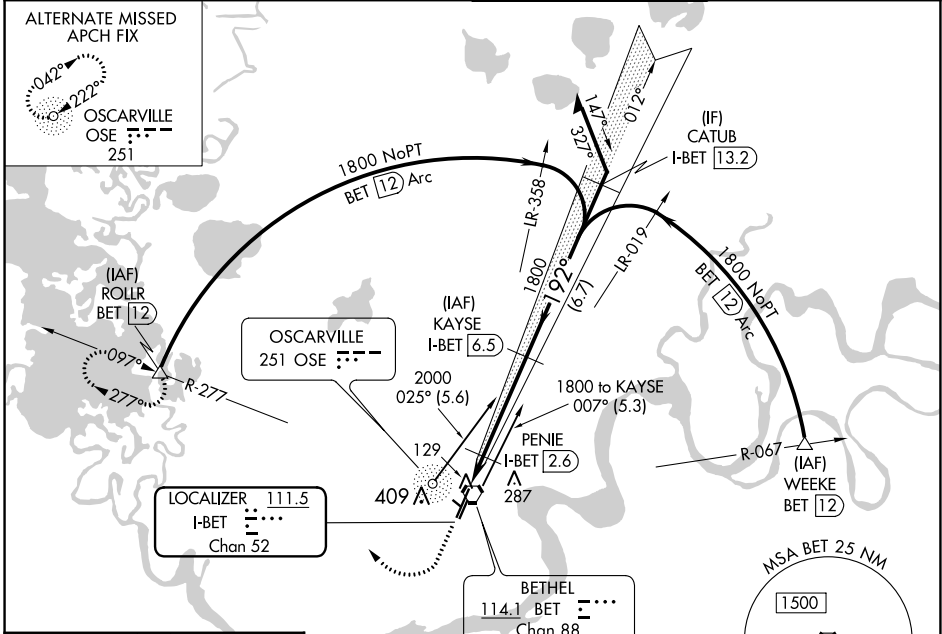 ALTERNATE MISSED
APCH FIX
042°
222°
OSCARVILLE
OSE
251
1800 NoPT
BET 12 Arc
LR-358
147°
327°
012°
(IF)
CATUB
I-BET 13.2
LR-019
1800 NoPT
BET 12 Arc
1800
192°
(6.7)
(IAF)
ROLLR
BET 12
097°
277°
R-277
(IAF)
KAYSE
I-BET 6.5
OSCARVILLE
251 OSE
2000
025° (5.6)
1800 to KAYSE
007° (5.3)
PENIE
I-BET 2.6
129
409
287
R-067
(IAF)
WEEKE
BET 12
LOCALIZER 111.5
I-BET
Chan 52
BETHEL
114.1 BET
Chan 88
MSA BET 25 NM
1500